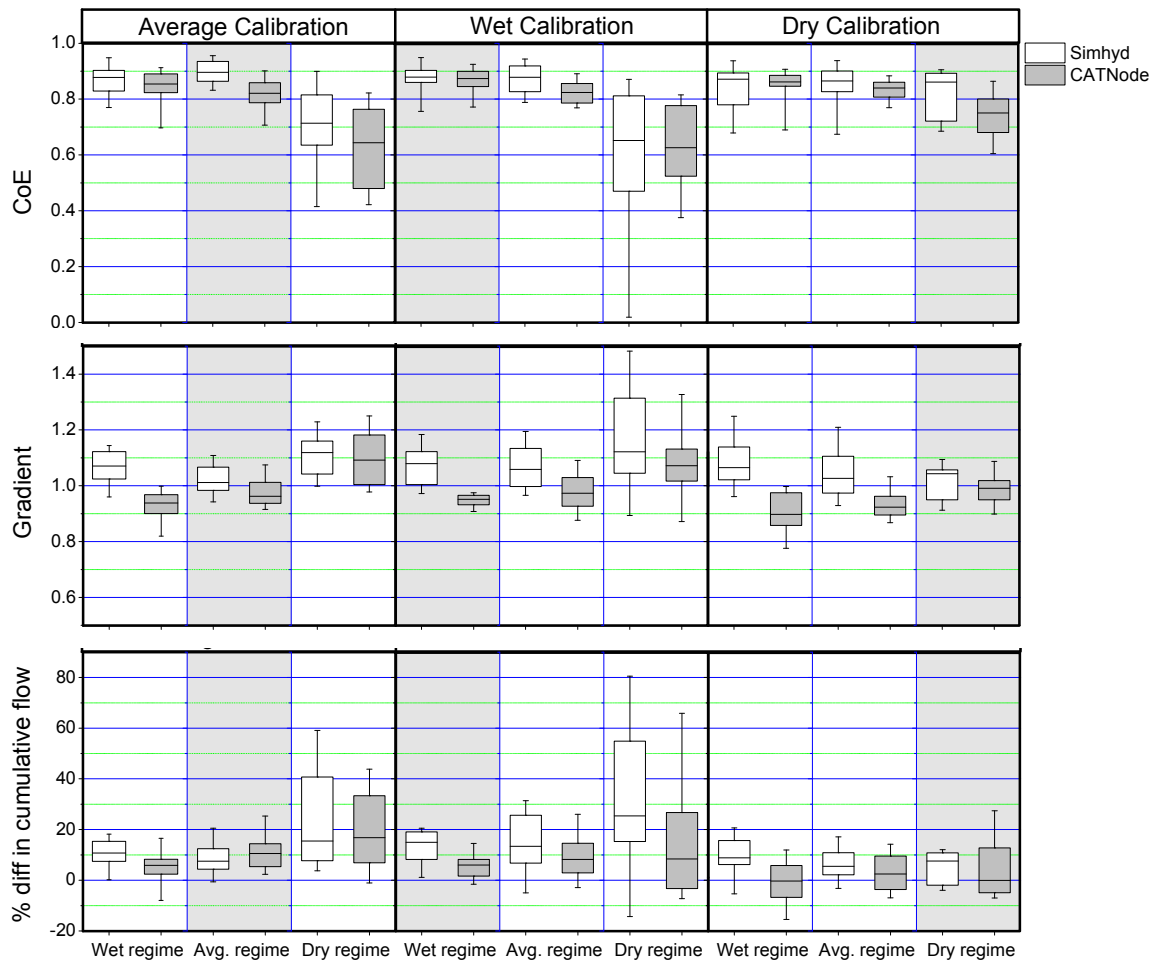 Average Calibration Wet Calibration Dry Calibration
Simhyd
CATNode
CoE
1.0
0.8
0.6
0.4
0.2
0.0
Gradient
1.4
1.2
1.0
0.8
0.6
% diff in cumulative flow
80
60
40
20
0
-20
Wet regime Avg. regime Dry regime Wet regime Avg. regime Dry regime Wet regime Avg. regime Dry regime